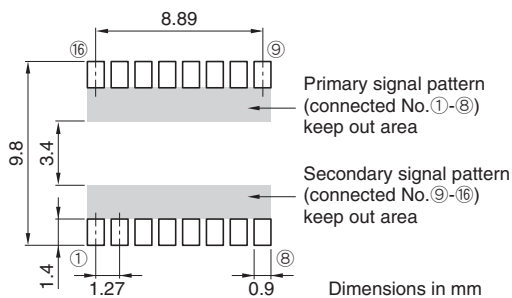 8.89
⑯ ⑨
Primary signal pattern
(connected No.①-⑧)
keep out area
9.8
3.4
Secondary signal pattern
(connected No.⑨-⑯)
keep out area
1.4
① ⑧
1.27 0.9 Dimensions in mm